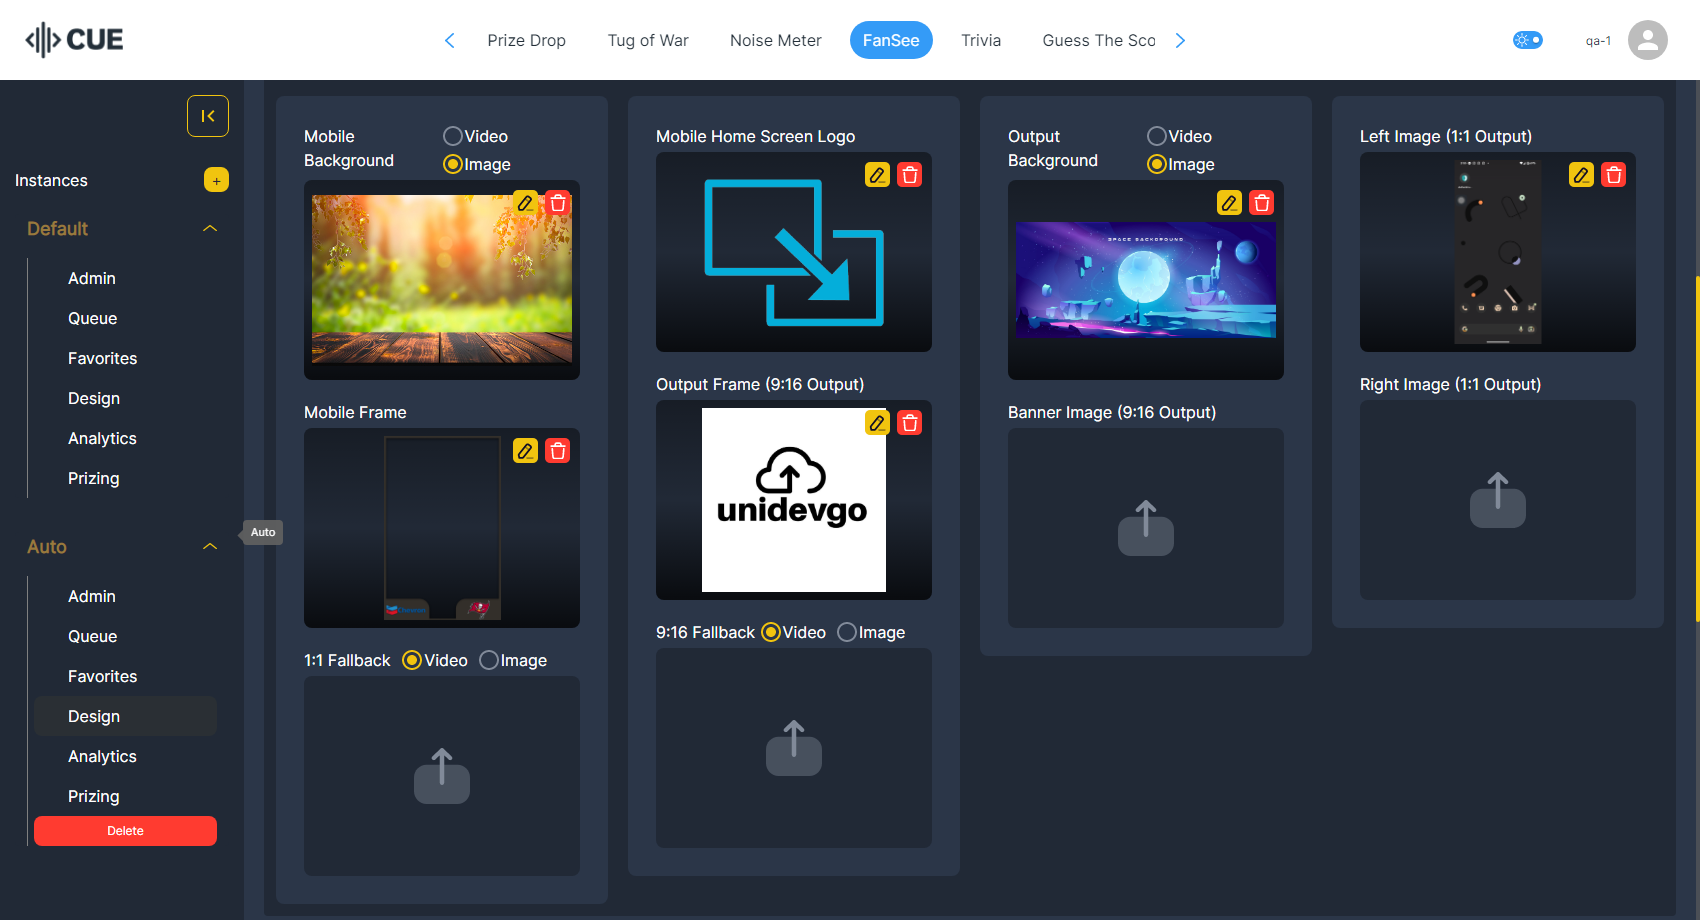 CUE
Prize Drop
Tug of War
Noise Meter
FanSee
Trivia
Guess The Sco
qa-1
Instances
+
Default
Admin
Queue
Favorites
Design
Analytics
Prizing
Auto
Auto
Admin
Queue
Favorites
Design
Analytics
Prizing
Delete
Mobile
Background
Video
Image
Mobile Frame
1:1 Fallback
Video
Image
Mobile Home Screen Logo
Output Frame (9:16 Output)
unidevgo
9:16 Fallback
Video
Image
Output
Background
Video
Image
SPACE BACKGROUND
Banner Image (9:16 Output)
Left Image (1:1 Output)
Right Image (1:1 Output)